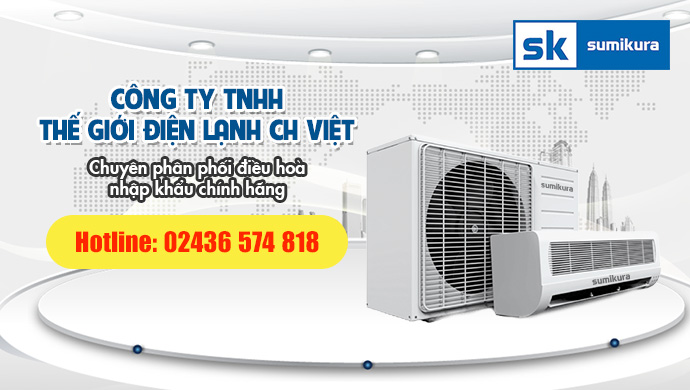 sk sumikura
CÔNG TY TNHH
THẾ GIỚI ĐIỆN LẠNH CH VIỆT
Chuyên phân phối điều hoà
nhập khẩu chính hãng
Hotline: 02436 574 818
sumikura
sumikura